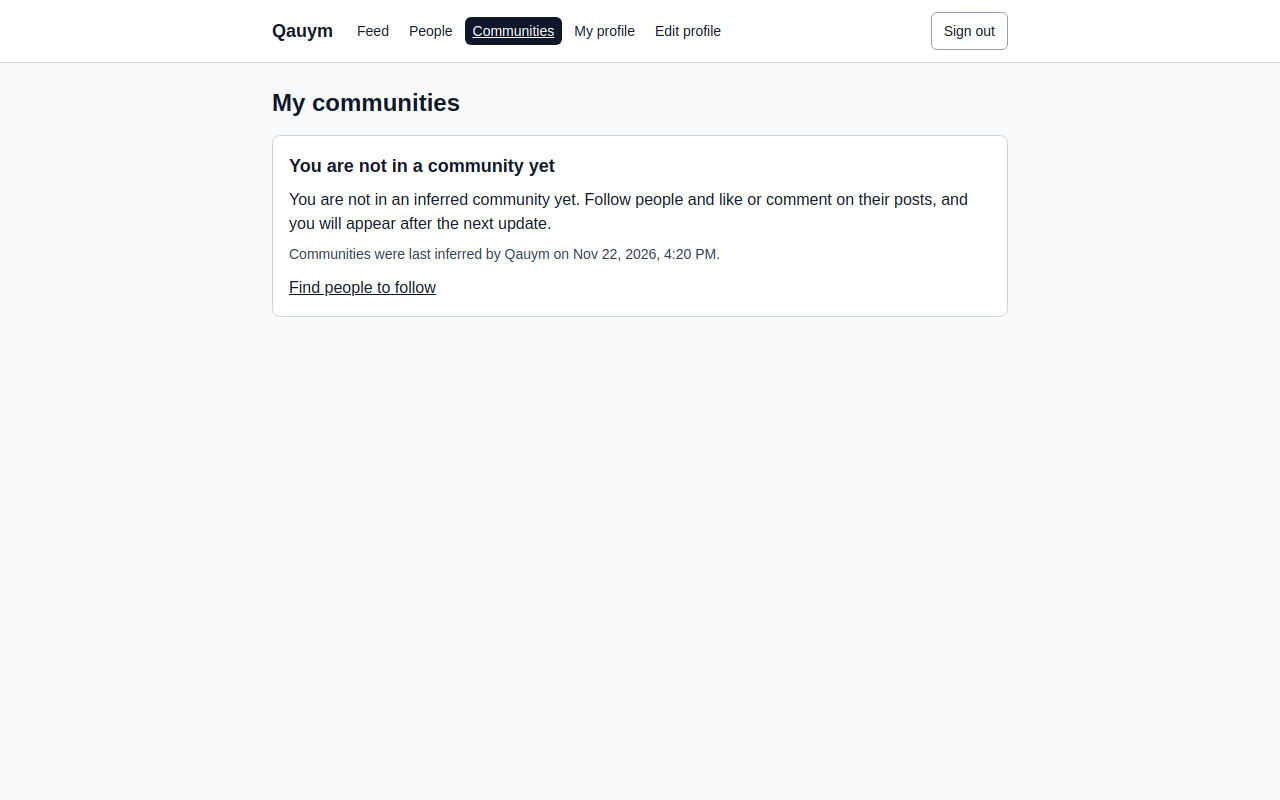 Qauym
Feed
People
Communities
My profile
Edit profile
Sign out
My communities
You are not in a community yet
You are not in an inferred community yet. Follow people and like or comment on their posts, and
you will appear after the next update.
Communities were last inferred by Qauym on Nov 22, 2026, 4:20 PM.
Find people to follow